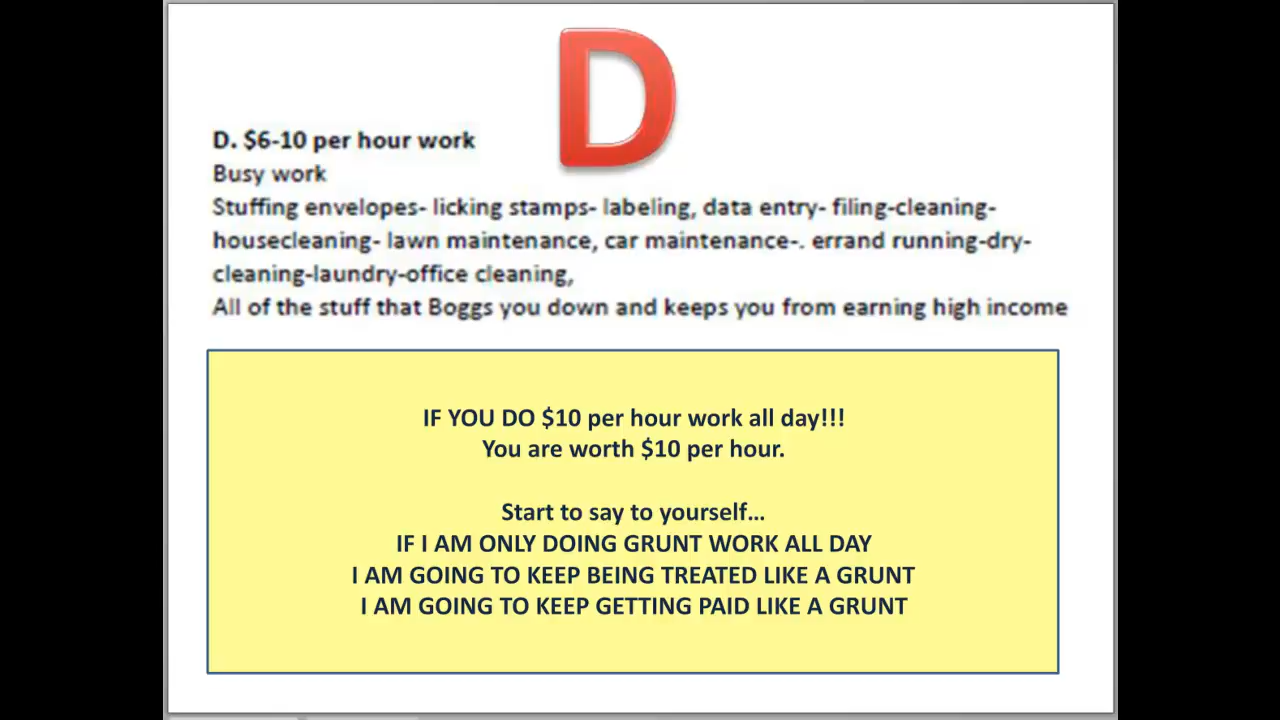 D
D. $6-10 per hour work
Busy work
Stuffing envelopes- licking stamps- labeling, data entry- filing-cleaning-
housecleaning- lawn maintenance, car maintenance-. errand running-dry-
cleaning-laundry-office cleaning,
All of the stuff that Boggs you down and keeps you from earning high income
IF YOU DO $10 per hour work all day!!!
You are worth $10 per hour.
Start to say to yourself…
IF I AM ONLY DOING GRUNT WORK ALL DAY
I AM GOING TO KEEP BEING TREATED LIKE A GRUNT
I AM GOING TO KEEP GETTING PAID LIKE A GRUNT